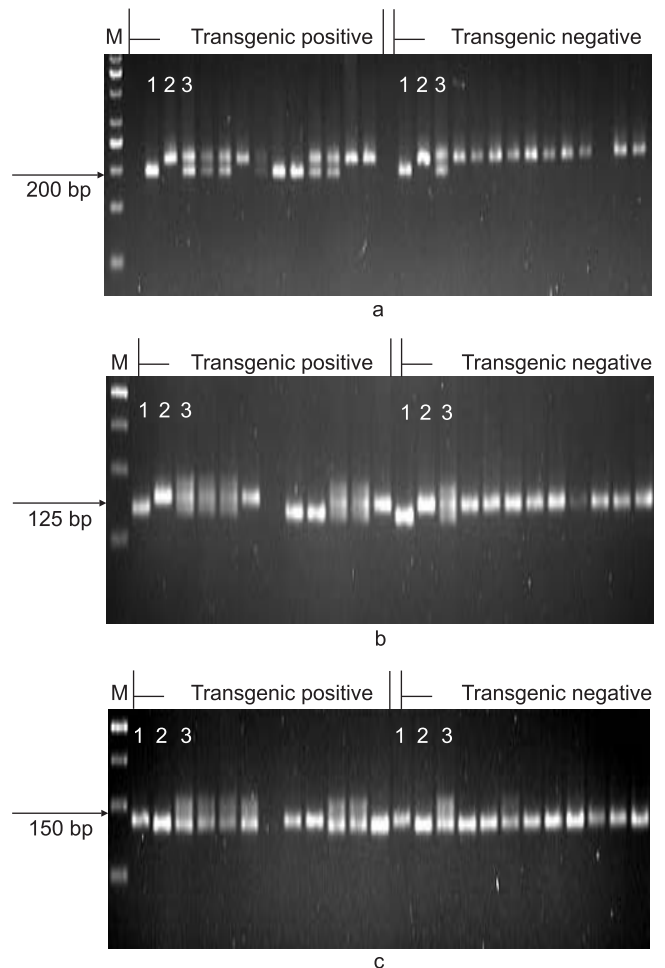 M Transgenic positive Transgenic negative
1 2 3 1 2 3
200 bp
a
M Transgenic positive Transgenic negative
1 2 3 1 2 3
125 bp
b
M Transgenic positive Transgenic negative
1 2 3 1 2 3
150 bp
c